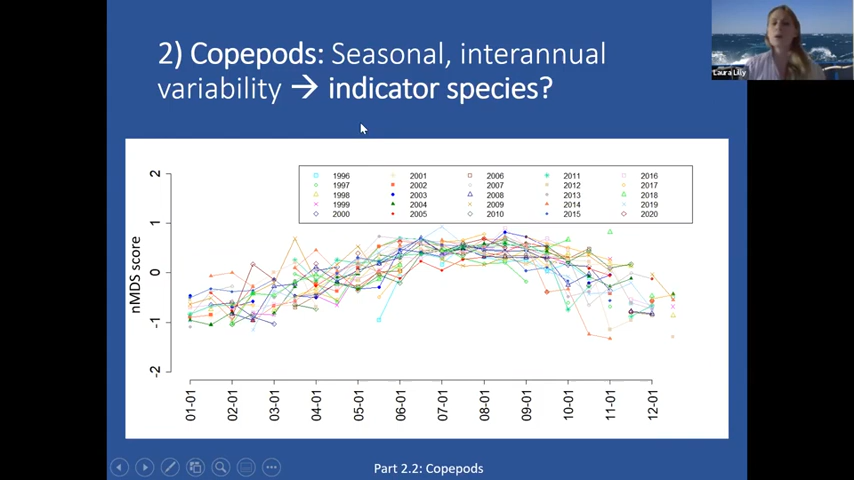 2) Copepods: Seasonal, interannual
variability → indicator species?
Laura Lilly
1996 2001 2006 2011 2016
1997 2002 2007 2012 2017
1998 2003 2008 2013 2018
1999 2004 2009 2014 2019
2000 2005 2010 2015 2020
nMDS score
2
1
0
-1
-2
01-01 02-01 03-01 04-01 05-01 06-01 07-01 08-01 09-01 10-01 11-01 12-01
Part 2.2: Copepods